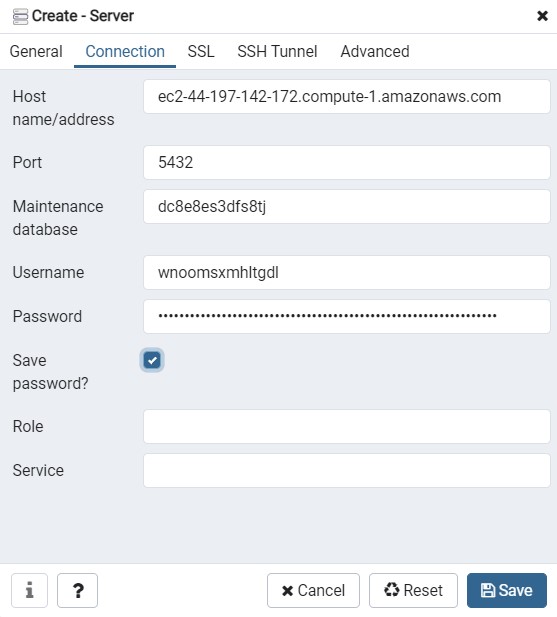 Create - Server
General Connection SSL SSH Tunnel Advanced
Host name/address ec2-44-197-142-172.compute-1.amazonaws.com
Port 5432
Maintenance database dc8e8es3dfs8tj
Username wnoomsxmhltgdl
Password ••••••••••••••••••••••••••••••••••••••••••••••••••••••••••••••••
Save password?
Role
Service
i ? Cancel Reset Save